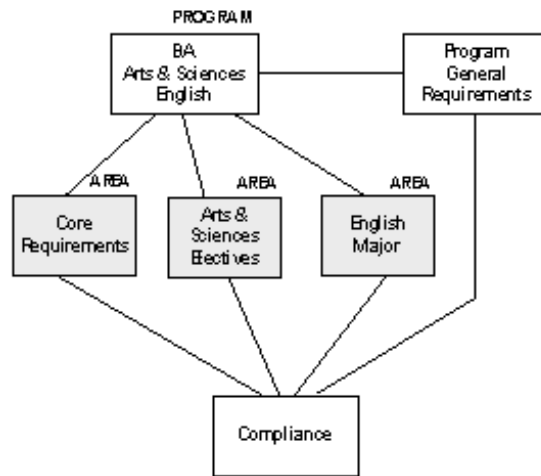 PROGRAM
BA
Arts & Sciences
English
Program
General
Requirements
AREA
Core
Requirements
AREA
Arts &
Sciences
Electives
AREA
English
Major
Compliance